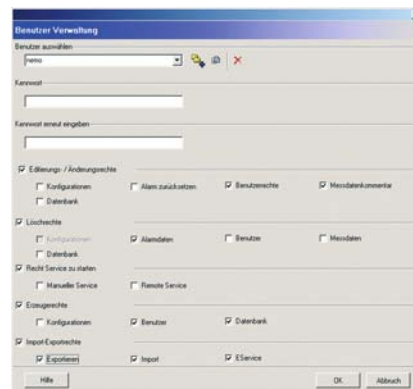 Benutzer Verwaltung
Benutzer auswählen
nemo
Kennwort
Kennwort erneut eingeben
Editierungs- / Änderungsrechte
Konfigurationen Alarm zurücksetzen Benutzerrechte Messdatenkommentar
Datenbank
Löschrechte
Konfigurationen Alarmdaten Benutzer Messdaten
Datenbank
Recht Service zu starten
Manueller Service Remote Service
Erzeugerechte
Konfigurationen Benutzer Datenbank
Import-Exportrechte
Exportieren Import EService
Hilfe OK Abbruch